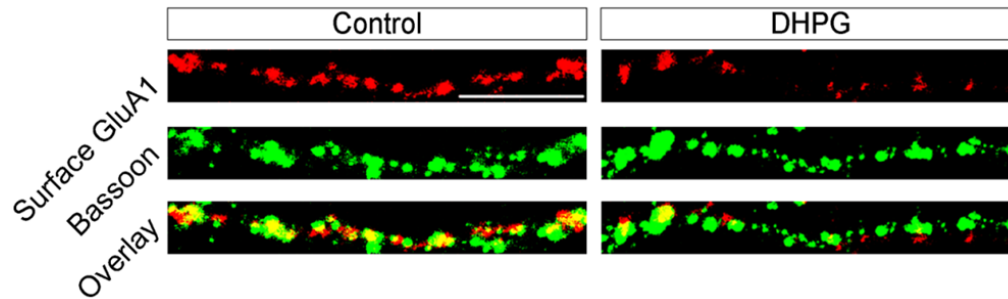 Control
DHPG
Surface GluA1
Bassoon
Overlay